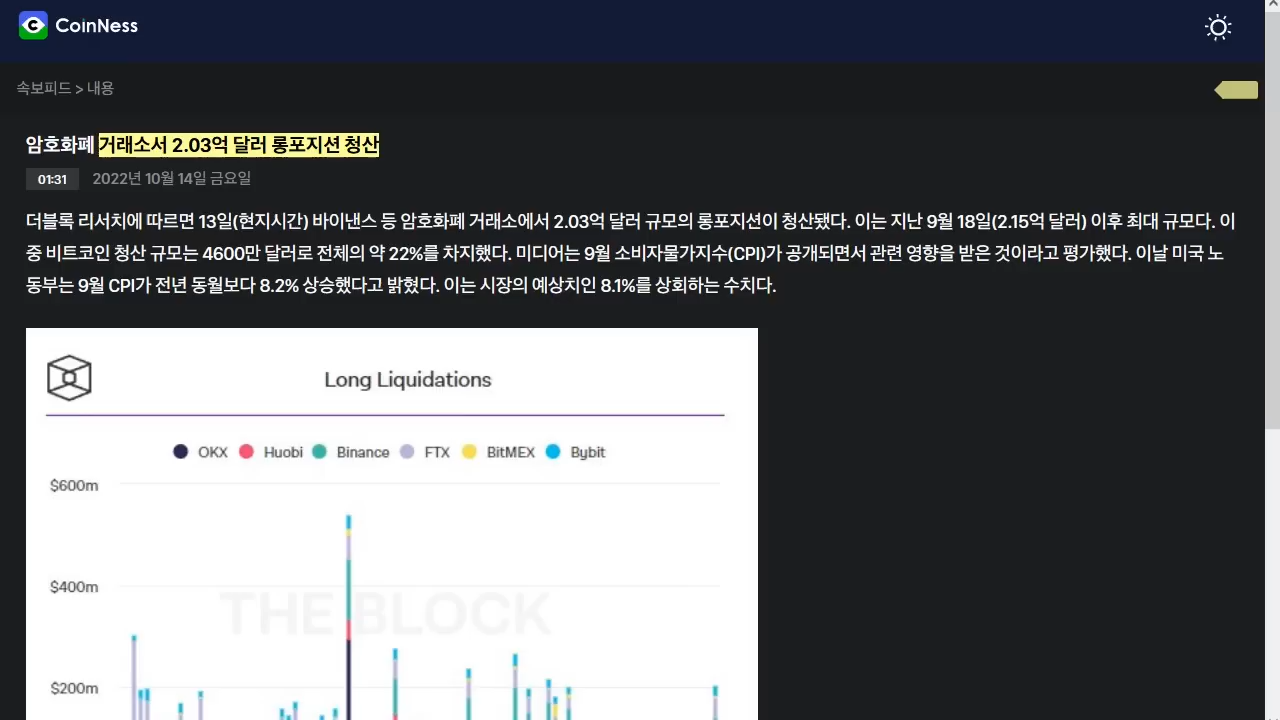 CoinNess
속보피드 > 내용
암호화폐 거래소서 2.03억 달러 롱포지션 청산
01:31 2022년 10월 14일 금요일
더블록 리서치에 따르면 13일(현지시간) 바이낸스 등 암호화폐 거래소에서 2.03억 달러 규모의 롱포지션이 청산됐다. 이는 지난 9월 18일(2.15억 달러) 이후 최대 규모다. 이
중 비트코인 청산 규모는 4600만 달러로 전체의 약 22%를 차지했다. 미디어는 9월 소비자물가지수(CPI)가 공개되면서 관련 영향을 받은 것이라고 평가했다. 이날 미국 노
동부는 9월 CPI가 전년 동월보다 8.2% 상승했다고 밝혔다. 이는 시장의 예상치인 8.1%를 상회하는 수치다.
Long Liquidations
OKX Huobi Binance FTX BitMEX Bybit
$600m
$400m
THE BLOCK
$200m